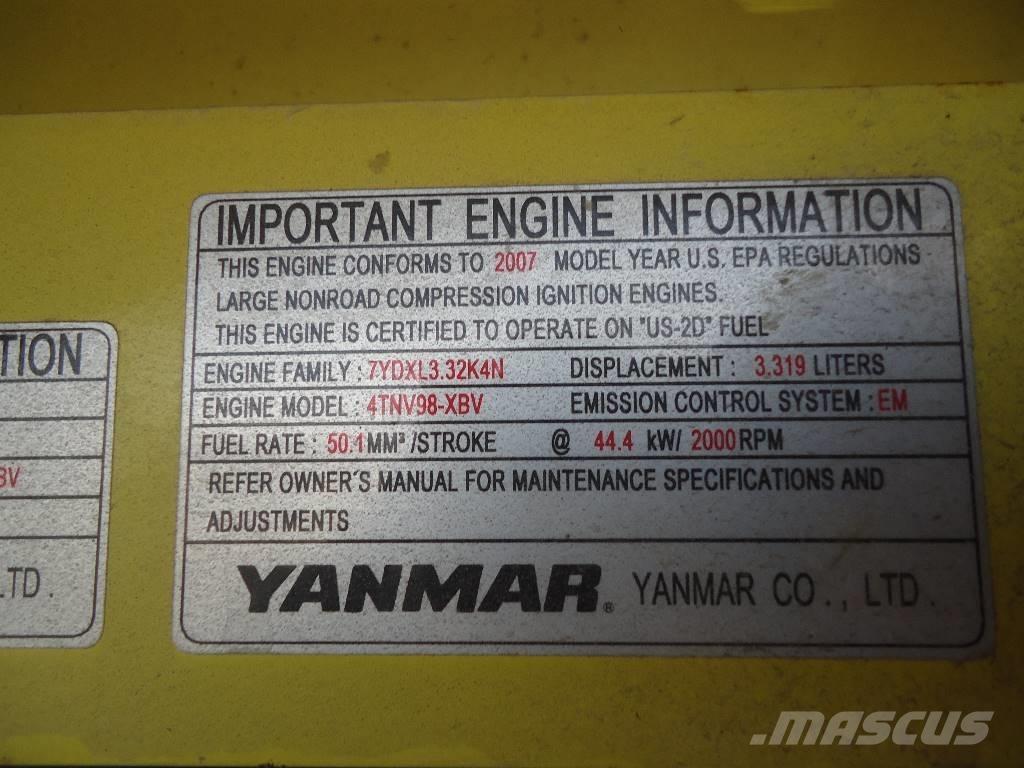 IMPORTANT ENGINE INFORMATION
THIS ENGINE CONFORMS TO 2007 MODEL YEAR U.S. EPA REGULATIONS
LARGE NONROAD COMPRESSION IGNITION ENGINES.
THIS ENGINE IS CERTIFIED TO OPERATE ON "US-2D" FUEL
ENGINE FAMILY : 7YDXL3.32K4N DISPLACEMENT : 3.319 LITERS
ENGINE MODEL : 4TNV98-XBV EMISSION CONTROL SYSTEM : EM
FUEL RATE : 50.1 MM³ /STROKE @ 44.4 kW/ 2000 RPM
REFER OWNER´S MANUAL FOR MAINTENANCE SPECIFICATIONS AND
ADJUSTMENTS
YANMAR® YANMAR CO., LTD.
TION
BV
LTD.
.MASCUS